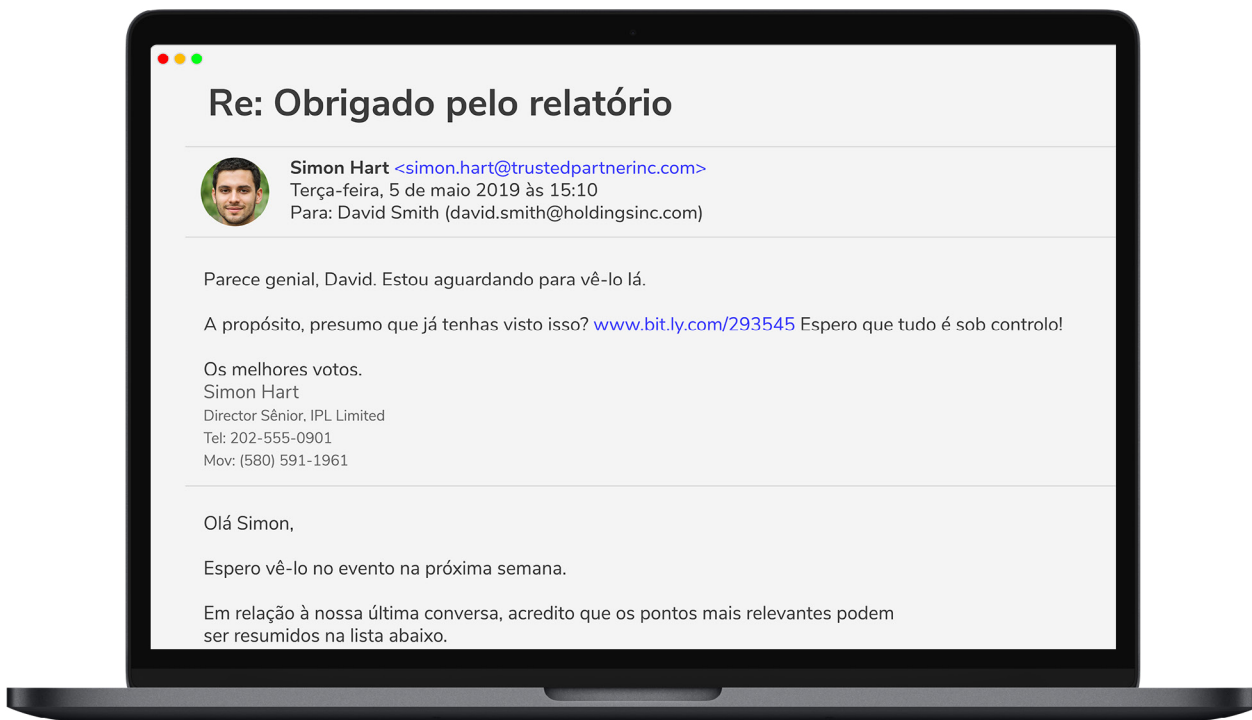 Re: Obrigado pelo relatório
Simon Hart <simon.hart@trustedpartnerinc.com>
Terça-feira, 5 de maio 2019 às 15:10
Para: David Smith (david.smith@holdingsinc.com)
Parece genial, David. Estou aguardando para vê-lo lá.
A propósito, presumo que já tenhas visto isso? www.bit.ly.com/293545 Espero que tudo é sob controlo!
Os melhores votos.
Simon Hart
Director Sênior, IPL Limited
Tel: 202-555-0901
Mov: (580) 591-1961
Olá Simon,
Espero vê-lo no evento na próxima semana.
Em relação à nossa última conversa, acredito que os pontos mais relevantes podem
ser resumidos na lista abaixo.